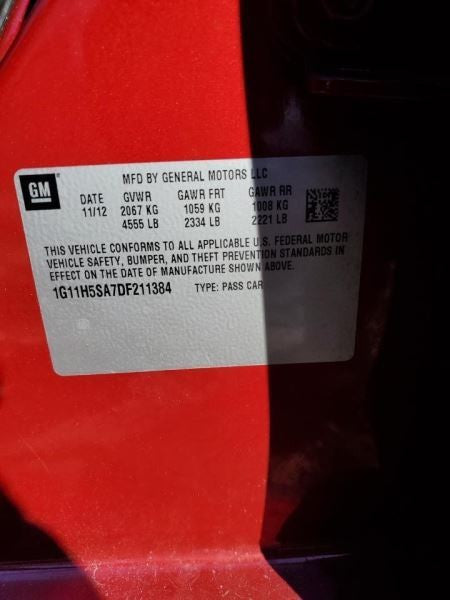 GM
MFD BY GENERAL MOTORS LLC
DATE GVWR GAWR FRT GAWR RR
11/12 2067 KG 1059 KG 1008 KG
4555 LB 2334 LB 2221 LB
THIS VEHICLE CONFORMS TO ALL APPLICABLE U.S. FEDERAL MOTOR
VEHICLE SAFETY, BUMPER, AND THEFT PREVENTION STANDARDS IN
EFFECT ON THE DATE OF MANUFACTURE SHOWN ABOVE.
1G11H5SA7DF211384 TYPE: PASS CAR